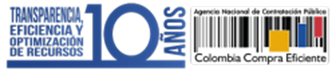 TRANSPARENCIA,
EFICIENCIA Y
OPTIMIZACIÓN
DE RECURSOS
10
AÑOS
Agencia Nacional de Contratación Pública
Colombia Compra Eficiente